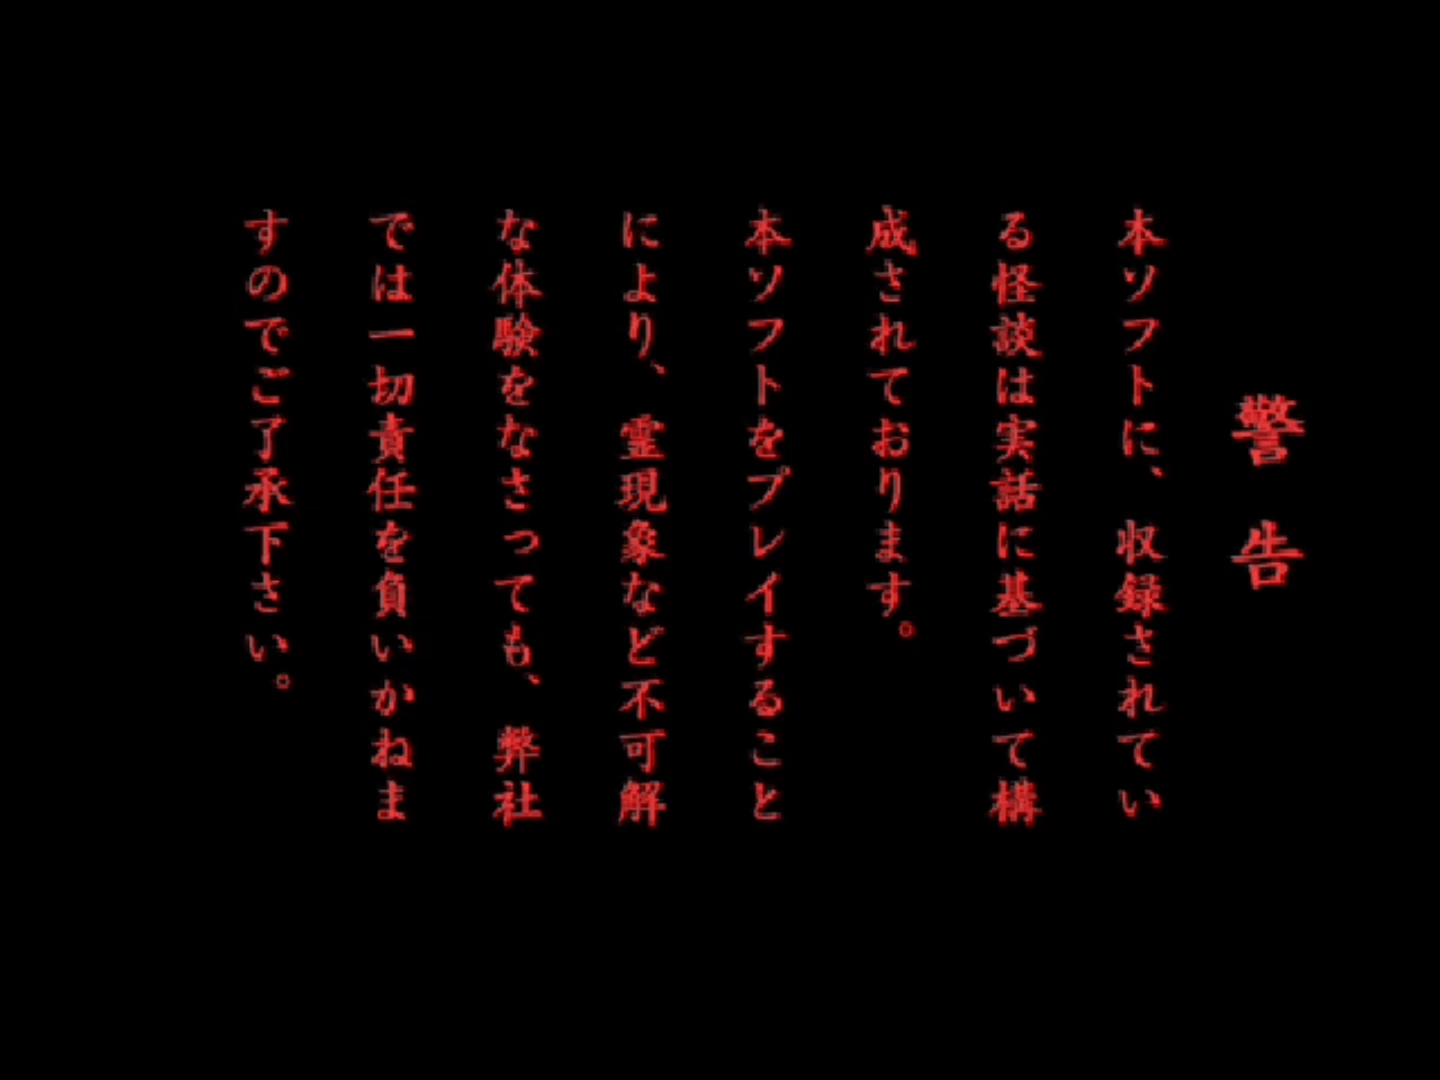 警告
本ソフトに、収録されてい
る怪談は実話に基づいて構
成されております。
本ソフトをプレイすること
により、霊現象など不可解
な体験をなさっても、弊社
では一切責任を負いかねま
すのでご了承下さい。